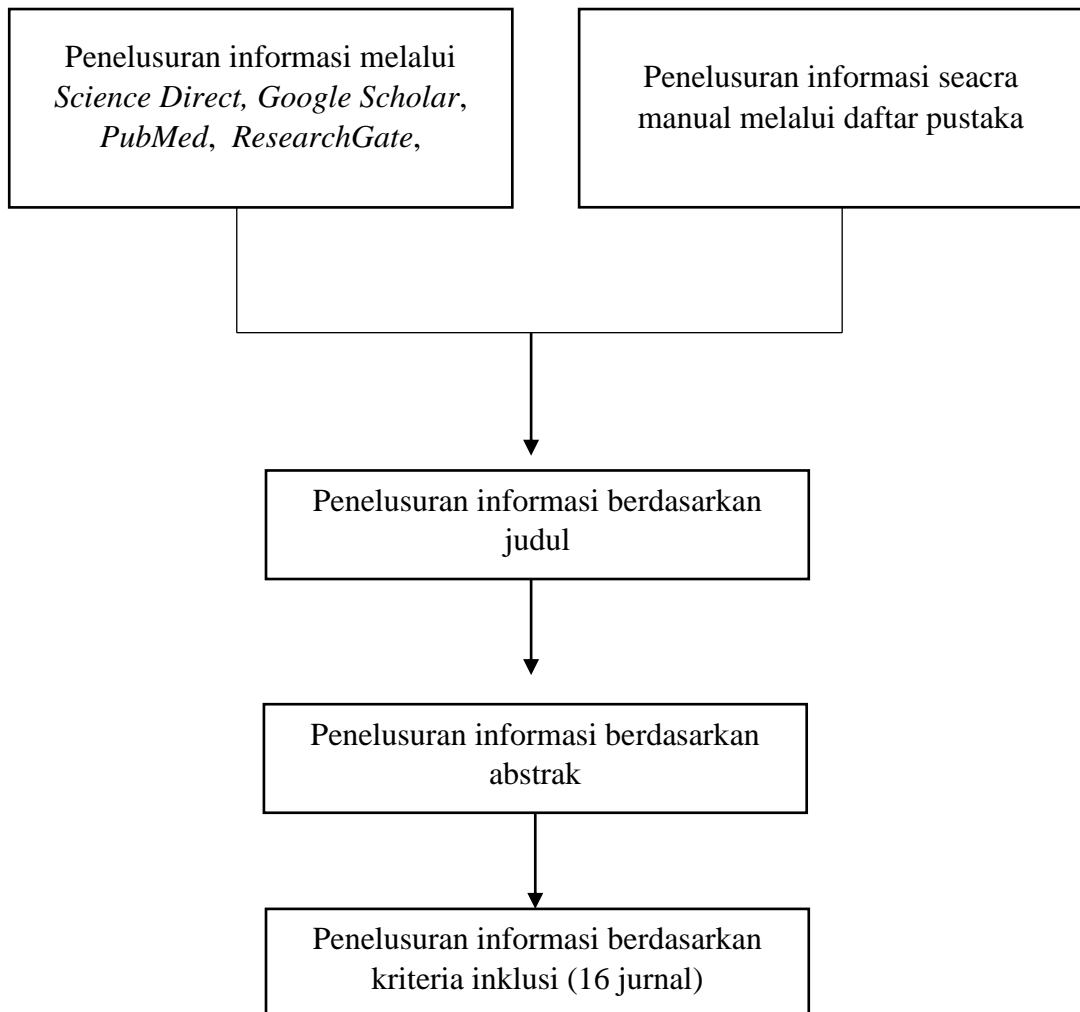 Penelusuran informasi melalui
Science Direct, Google Scholar,
PubMed, ResearchGate,
Penelusuran informasi seacra
manual melalui daftar pustaka
Penelusuran informasi berdasarkan
judul
Penelusuran informasi berdasarkan
abstrak
Penelusuran informasi berdasarkan
kriteria inklusi (16 jurnal)